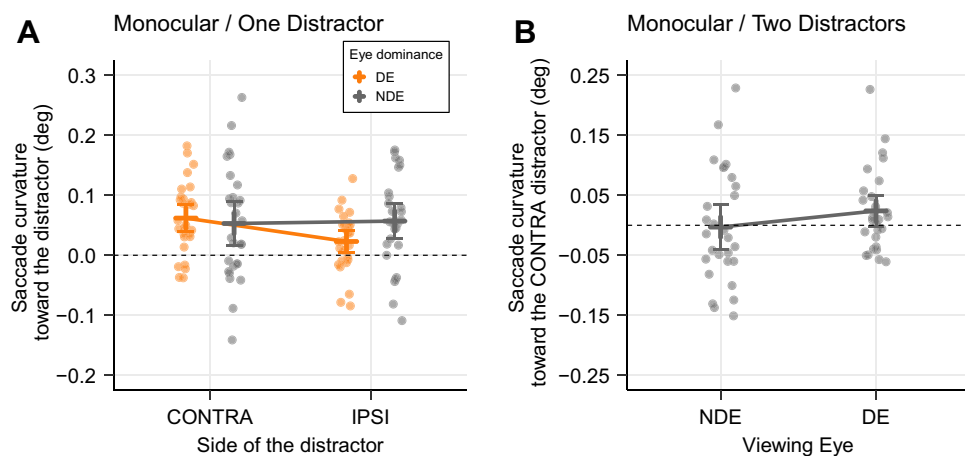 A
Monocular / One Distractor
Eye dominance
DE
NDE
Saccade curvature
toward the distractor (deg)
0.3
0.2
0.1
0.0
−0.1
−0.2
CONTRA
IPSI
Side of the distractor
B
Monocular / Two Distractors
Saccade curvature
toward the CONTRA distractor (deg)
0.25
0.15
0.05
−0.05
−0.15
−0.25
NDE
DE
Viewing Eye